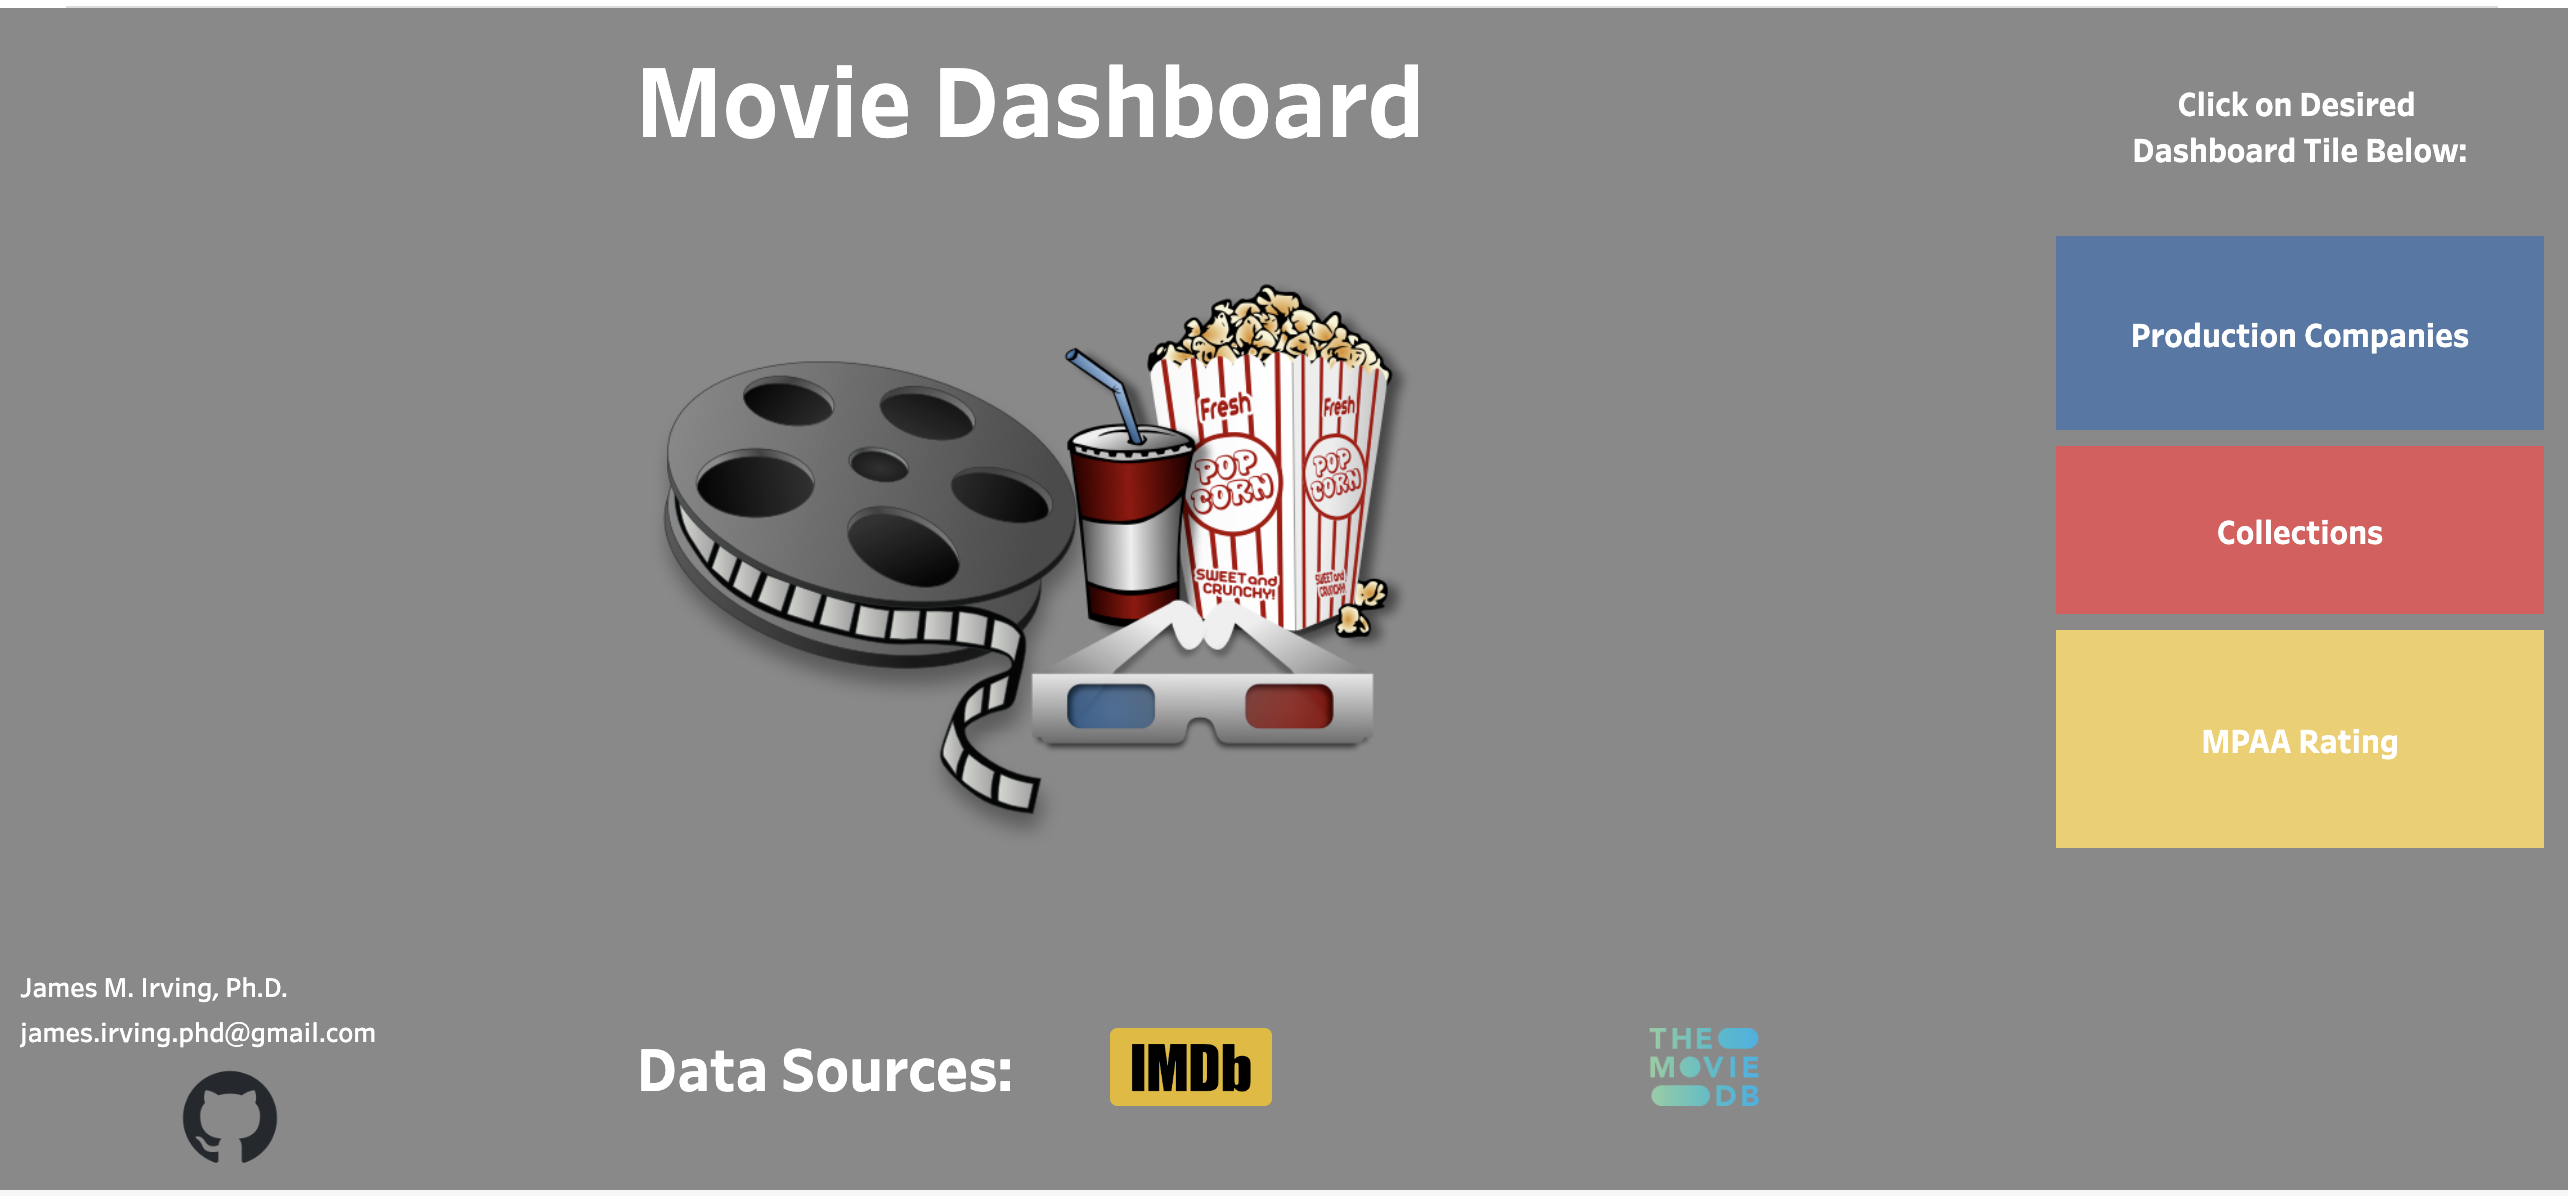 Movie Dashboard
Click on Desired
Dashboard Tile Below:
Production Companies
Collections
MPAA Rating
Fresh
POP
CORN
SWEET and
CRUNCHY!
Fresh
POP
CORN
SWEET and
CRUNCHY!
James M. Irving, Ph.D.
james.irving.phd@gmail.com
Data Sources:
IMDb
THE
MOVIE
DB